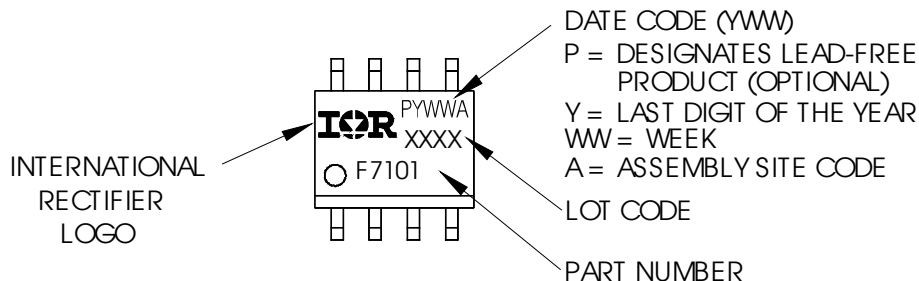 DATE CODE (YWW)
P = DESIGNATES LEAD-FREE
PRODUCT (OPTIONAL)
Y = LAST DIGIT OF THE YEAR
WW = WEEK
A = ASSEMBLY SITE CODE
LOT CODE
PART NUMBER
INTERNATIONAL
RECTIFIER
LOGO
PYWWA
IOR
XXXX
F7101